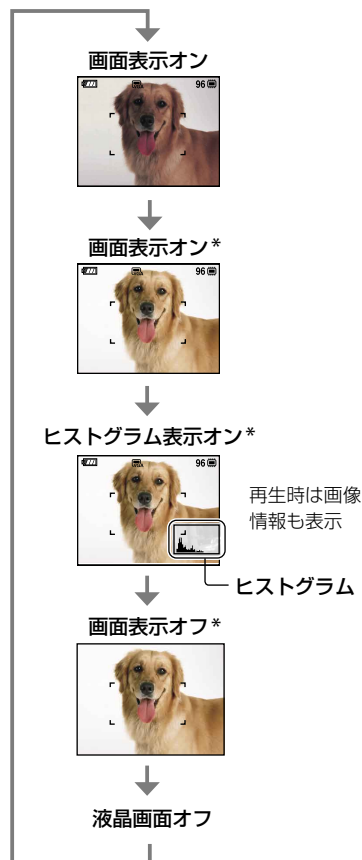 画面表示オン
96
画面表示オン*
96
ヒストグラム表示オン*
96
再生時は画像
情報も表示
ヒストグラム
画面表示オフ*
液晶画面オフ